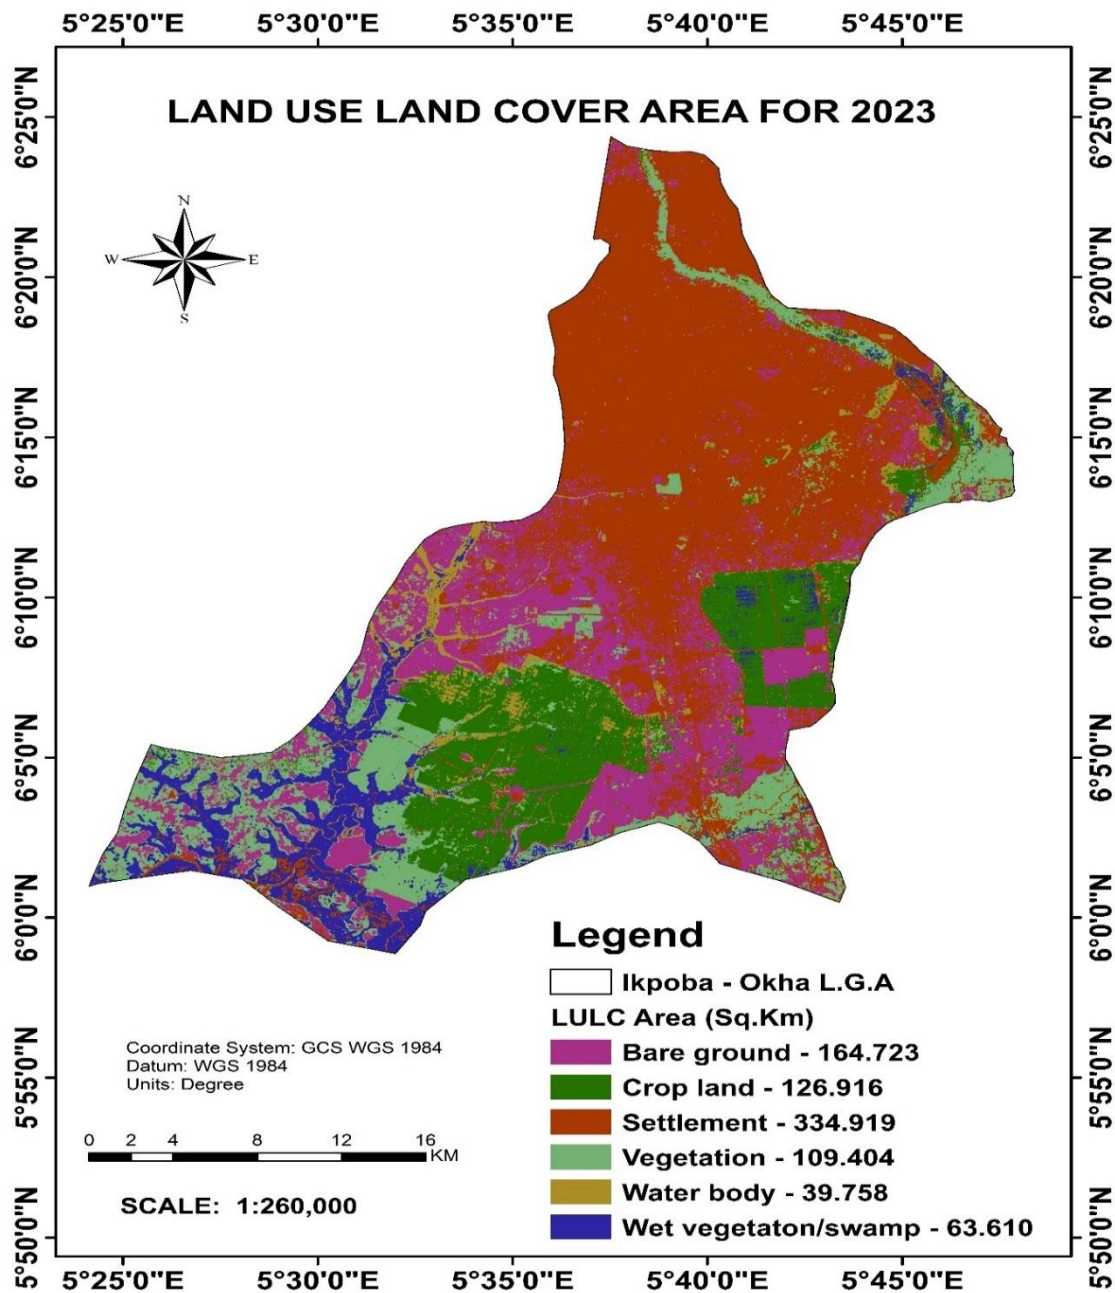 5°25'0"E 5°30'0"E 5°35'0"E 5°40'0"E 5°45'0"E
LAND USE LAND COVER AREA FOR 2023
6°25'0"N 6°25'0"N
N
W E
S
6°20'0"N 6°20'0"N
6°15'0"N 6°15'0"N
6°10'0"N 6°10'0"N
6°5'0"N 6°5'0"N
6°0'0"N 6°0'0"N
Legend
Ikpoba - Okha L.G.A
LULC Area (Sq.Km)
Bare ground - 164.723
Crop land - 126.916
Settlement - 334.919
Vegetation - 109.404
Water body - 39.758
Wet vegetaton/swamp - 63.610
Coordinate System: GCS WGS 1984
Datum: WGS 1984
Units: Degree
5°55'0"N 5°55'0"N
0 2 4 8 12 16
KM
SCALE: 1:260,000
5°50'0"N 5°50'0"N
5°25'0"E 5°30'0"E 5°35'0"E 5°40'0"E 5°45'0"E